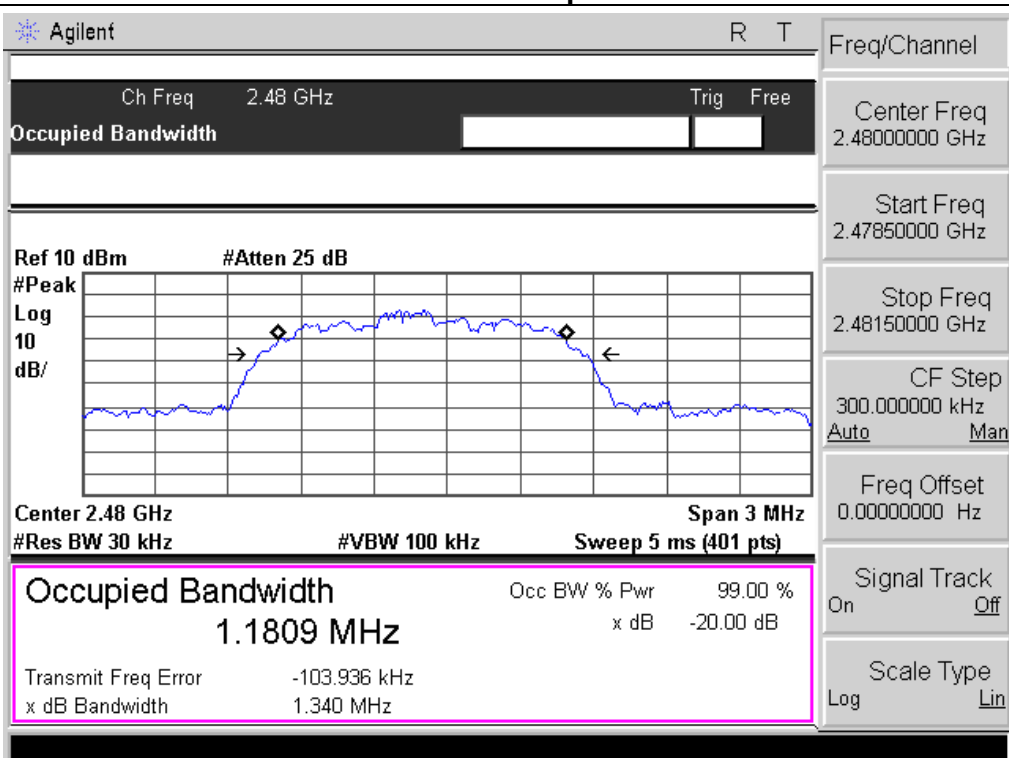 Agilent R T
Ch Freq 2.48 GHz Trig Free
Occupied Bandwidth
Ref 10 dBm #Atten 25 dB
#Peak
Log
10
dB/
Center 2.48 GHz Span 3 MHz
#Res BW 30 kHz #VBW 100 kHz Sweep 5 ms (401 pts)
Occupied Bandwidth
1.1809 MHz
Occ BW % Pwr 99.00 %
x dB -20.00 dB
Transmit Freq Error -103.936 kHz
x dB Bandwidth 1.340 MHz
Freq/Channel
Center Freq
2.48000000 GHz
Start Freq
2.47850000 GHz
Stop Freq
2.48150000 GHz
CF Step
300.000000 kHz
Auto Man
Freq Offset
0.00000000 Hz
Signal Track
On Off
Scale Type
Log Lin